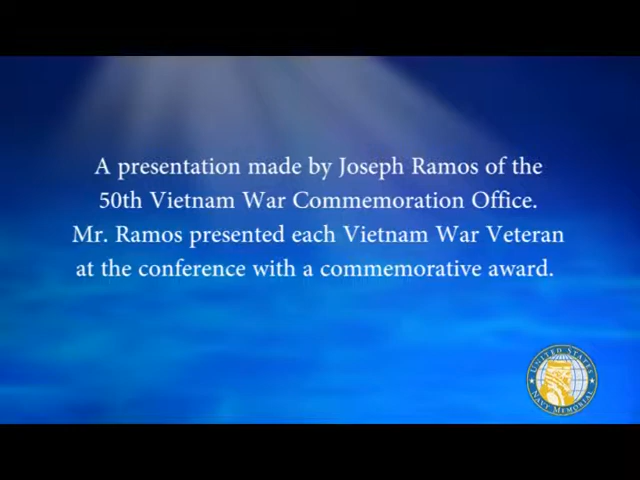 A presentation made by Joseph Ramos of the
50th Vietnam War Commemoration Office.
Mr. Ramos presented each Vietnam War Veteran
at the conference with a commemorative award.
UNITED STATES
NAVY MEMORIAL